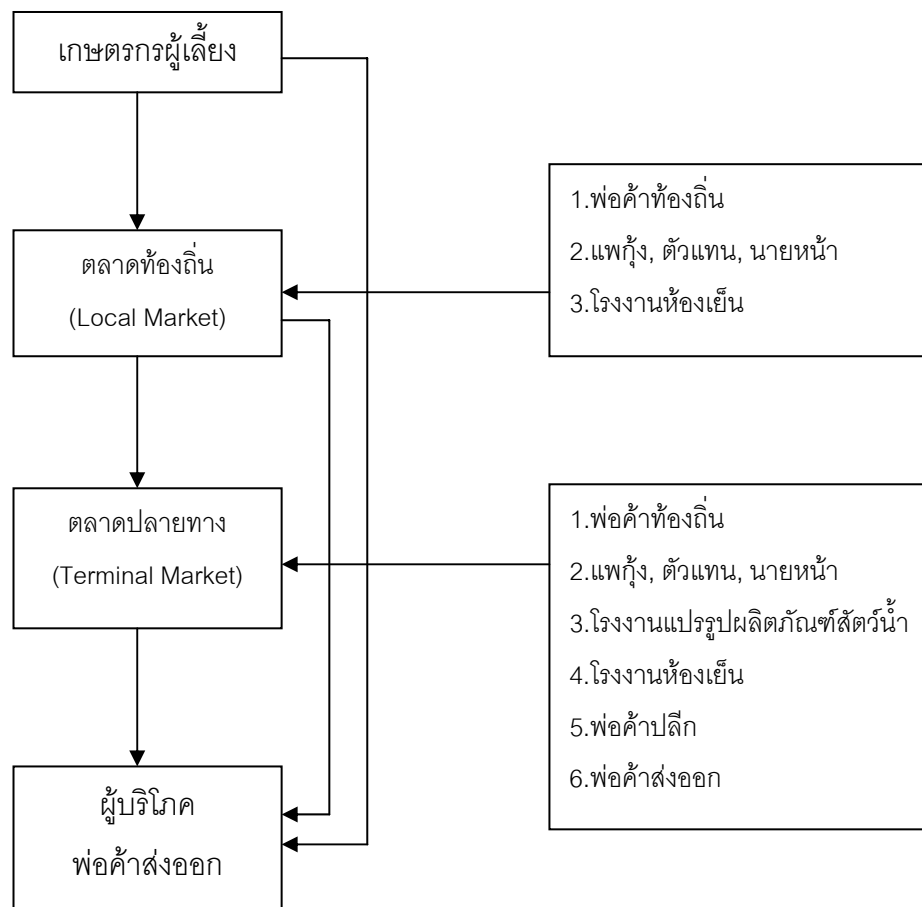 เกษตรกรผู้เลี้ยง
ตลาดท้องถิ่น
(Local Market)
1.พ่อค้าท้องถิ่น
2.แพกุ้ง, ตัวแทน, นายหน้า
3.โรงงานห้องเย็น
ตลาดปลายทาง
(Terminal Market)
1.พ่อค้าท้องถิ่น
2.แพกุ้ง, ตัวแทน, นายหน้า
3.โรงงานแปรรูปผลิตภัณฑ์สัตว์น้ำ
4.โรงงานห้องเย็น
5.พ่อค้าปลีก
6.พ่อค้าส่งออก
ผู้บริโภค
พ่อค้าส่งออก